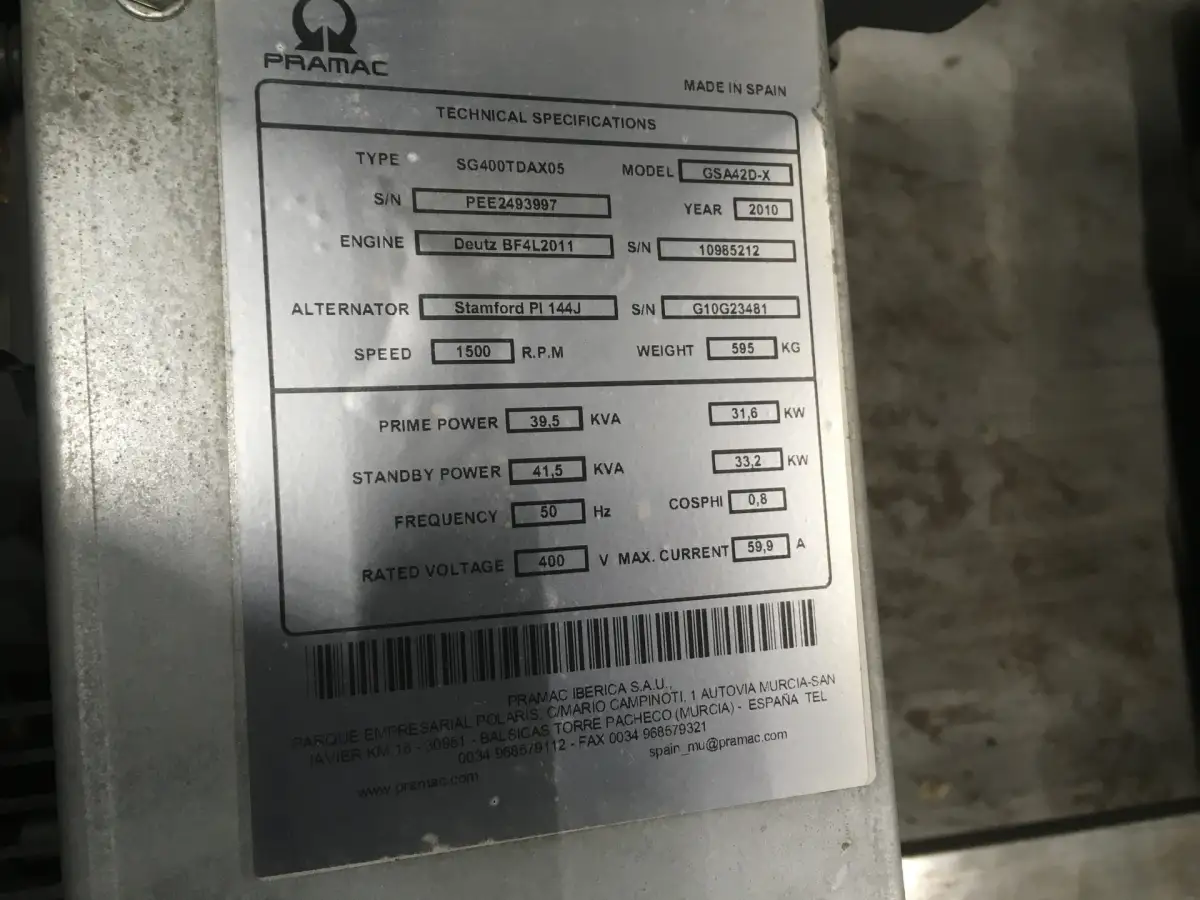 PRAMAC
MADE IN SPAIN
TECHNICAL SPECIFICATIONS
TYPE SG400TDAX05 MODEL GSA42D-X
S/N PEE2493997 YEAR 2010
ENGINE Deutz BF4L2011 S/N 10985212
ALTERNATOR Stamford PI 144J S/N G10G23481
SPEED 1500 R.P.M WEIGHT 595 KG
PRIME POWER 39,5 KVA 31,6 KW
STANDBY POWER 41,5 KVA 33,2 KW
FREQUENCY 50 Hz COSPHI 0,8
RATED VOLTAGE 400 V MAX. CURRENT 59,9 A
PRAMAC IBERICA S.A.U.,
PARQUE EMPRESARIAL POLARIS, C/MARIO CAMPINOTI, 1 AUTOVIA MURCIA-SAN
JAVIER KM 18 - 30591 - BALSICAS TORRE PACHECO (MURCIA) - ESPAÑA TEL
0034 968579112 - FAX 0034 968579321
www.pramac.com spain_mu@pramac.com